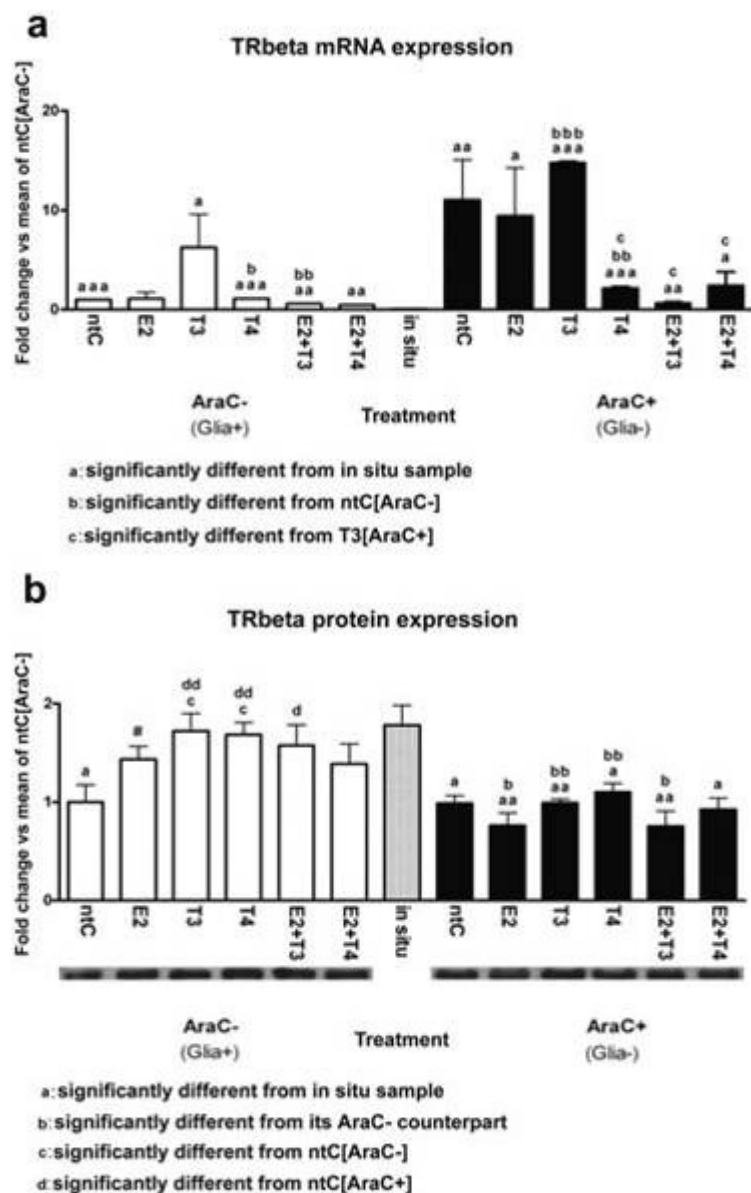 a
TRbeta mRNA expression
Fold change vs mean of ntC[AraC-]
20
10
0
aaa
a
b
aaa
bb
aa
aa
aa
a
bbb
aaa
c
bb
aaa
c
aa
c
a
ntC E2 T3 T4 E2+T3 E2+T4 in situ ntC E2 T3 T4 E2+T3 E2+T4
AraC- Treatment AraC+
(Glia+) (Glia-)
a:significantly different from in situ sample
b:significantly different from ntC[AraC-]
c:significantly different from T3[AraC+]
b
TRbeta protein expression
Fold change vs mean of ntC[AraC-]
2
1
0
a
#
dd
c
dd
c
d
a
b
aa
bb
aa
bb
a
b
aa
a
ntC E2 T3 T4 E2+T3 E2+T4 in situ ntC E2 T3 T4 E2+T3 E2+T4
AraC- Treatment AraC+
(Glia+) (Glia-)
a:significantly different from in situ sample
b:significantly different from its AraC- counterpart
c:significantly different from ntC[AraC-]
d:significantly different from ntC[AraC+]